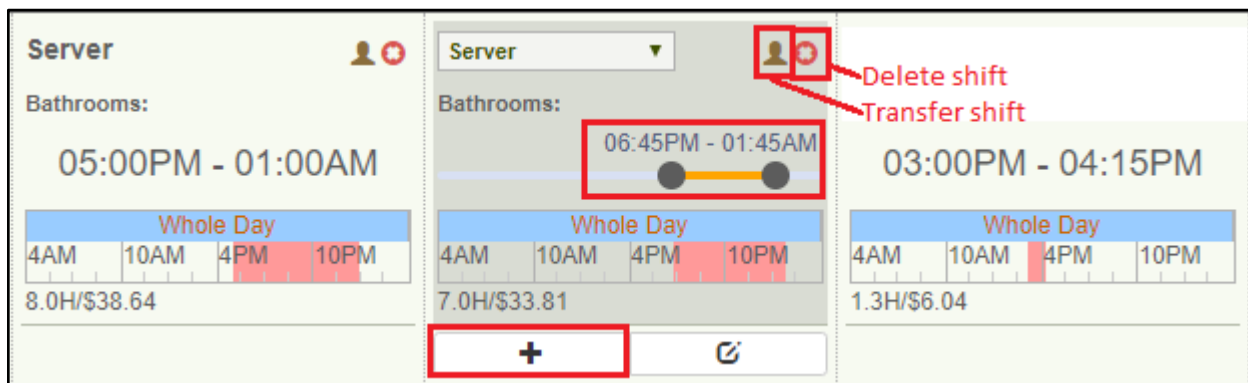 Server
Bathrooms:
05:00PM - 01:00AM
Whole Day
4AM 10AM 4PM 10PM
8.0H/$38.64
Server
Bathrooms:
06:45PM - 01:45AM
Whole Day
4AM 10AM 4PM 10PM
7.0H/$33.81
Delete shift
Transfer shift
03:00PM - 04:15PM
Whole Day
4AM 10AM 4PM 10PM
1.3H/$6.04